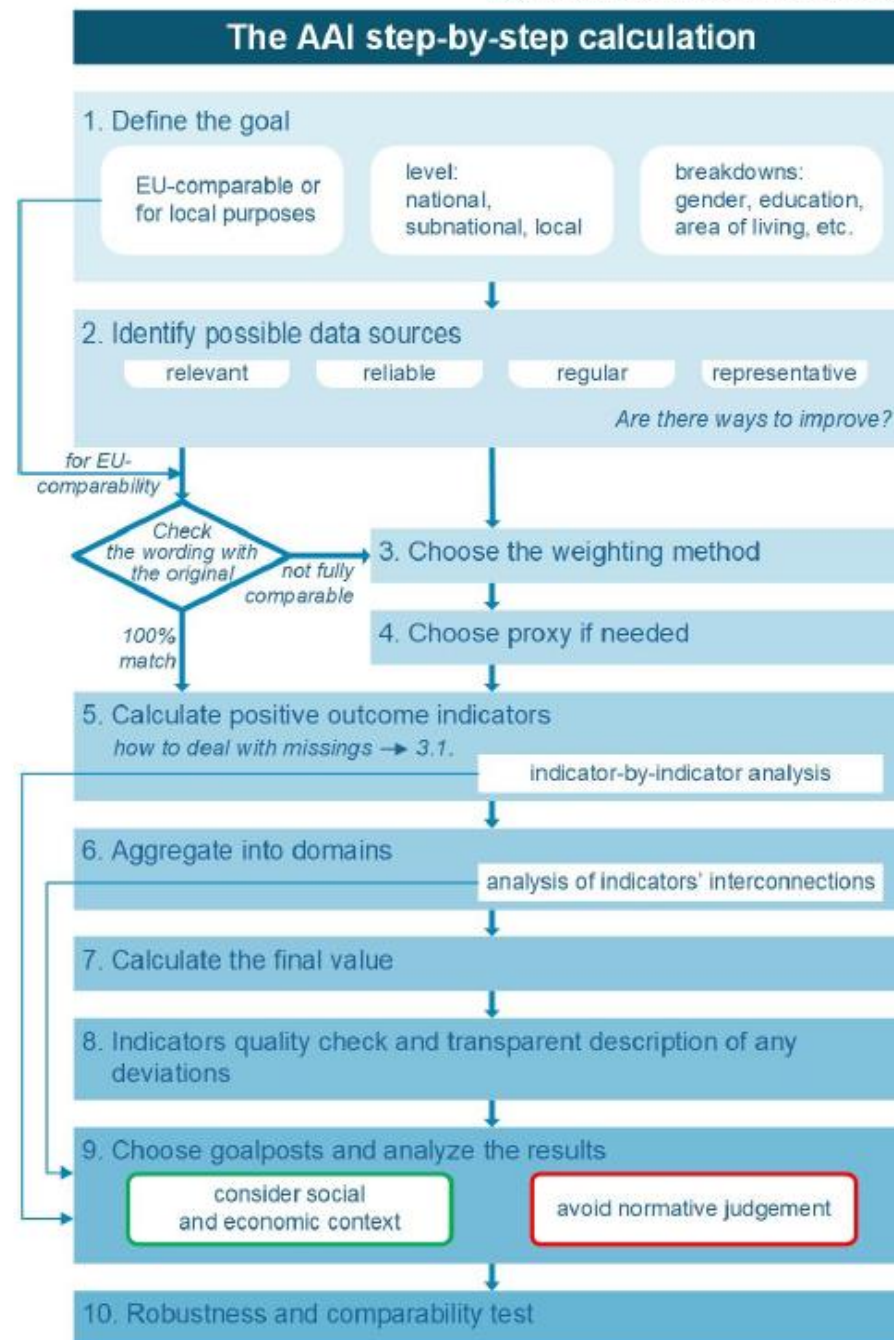 The AAI step-by-step calculation
1. Define the goal
EU-comparable or
for local purposes
level:
national,
subnational, local
breakdowns:
gender, education,
area of living, etc.
2. Identify possible data sources
relevant
reliable
regular
representative
Are there ways to improve?
for EU-
comparability
Check
the wording with
the original
not fully
comparable
100%
match
3. Choose the weighting method
4. Choose proxy if needed
5. Calculate positive outcome indicators
how to deal with missings → 3.1.
indicator-by-indicator analysis
6. Aggregate into domains
analysis of indicators' interconnections
7. Calculate the final value
8. Indicators quality check and transparent description of any
deviations
9. Choose goalposts and analyze the results
consider social
and economic context
avoid normative judgement
10. Robustness and comparability test